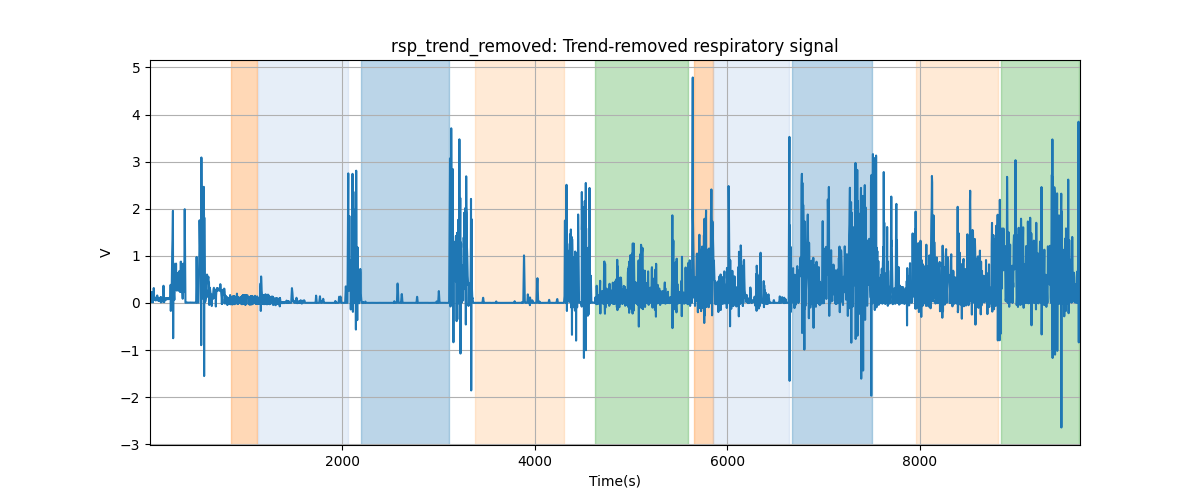 rsp_trend_removed: Trend-removed respiratory signal
5
4
3
2
1
0
−1
−2
−3
V
2000 4000 6000 8000
Time(s)